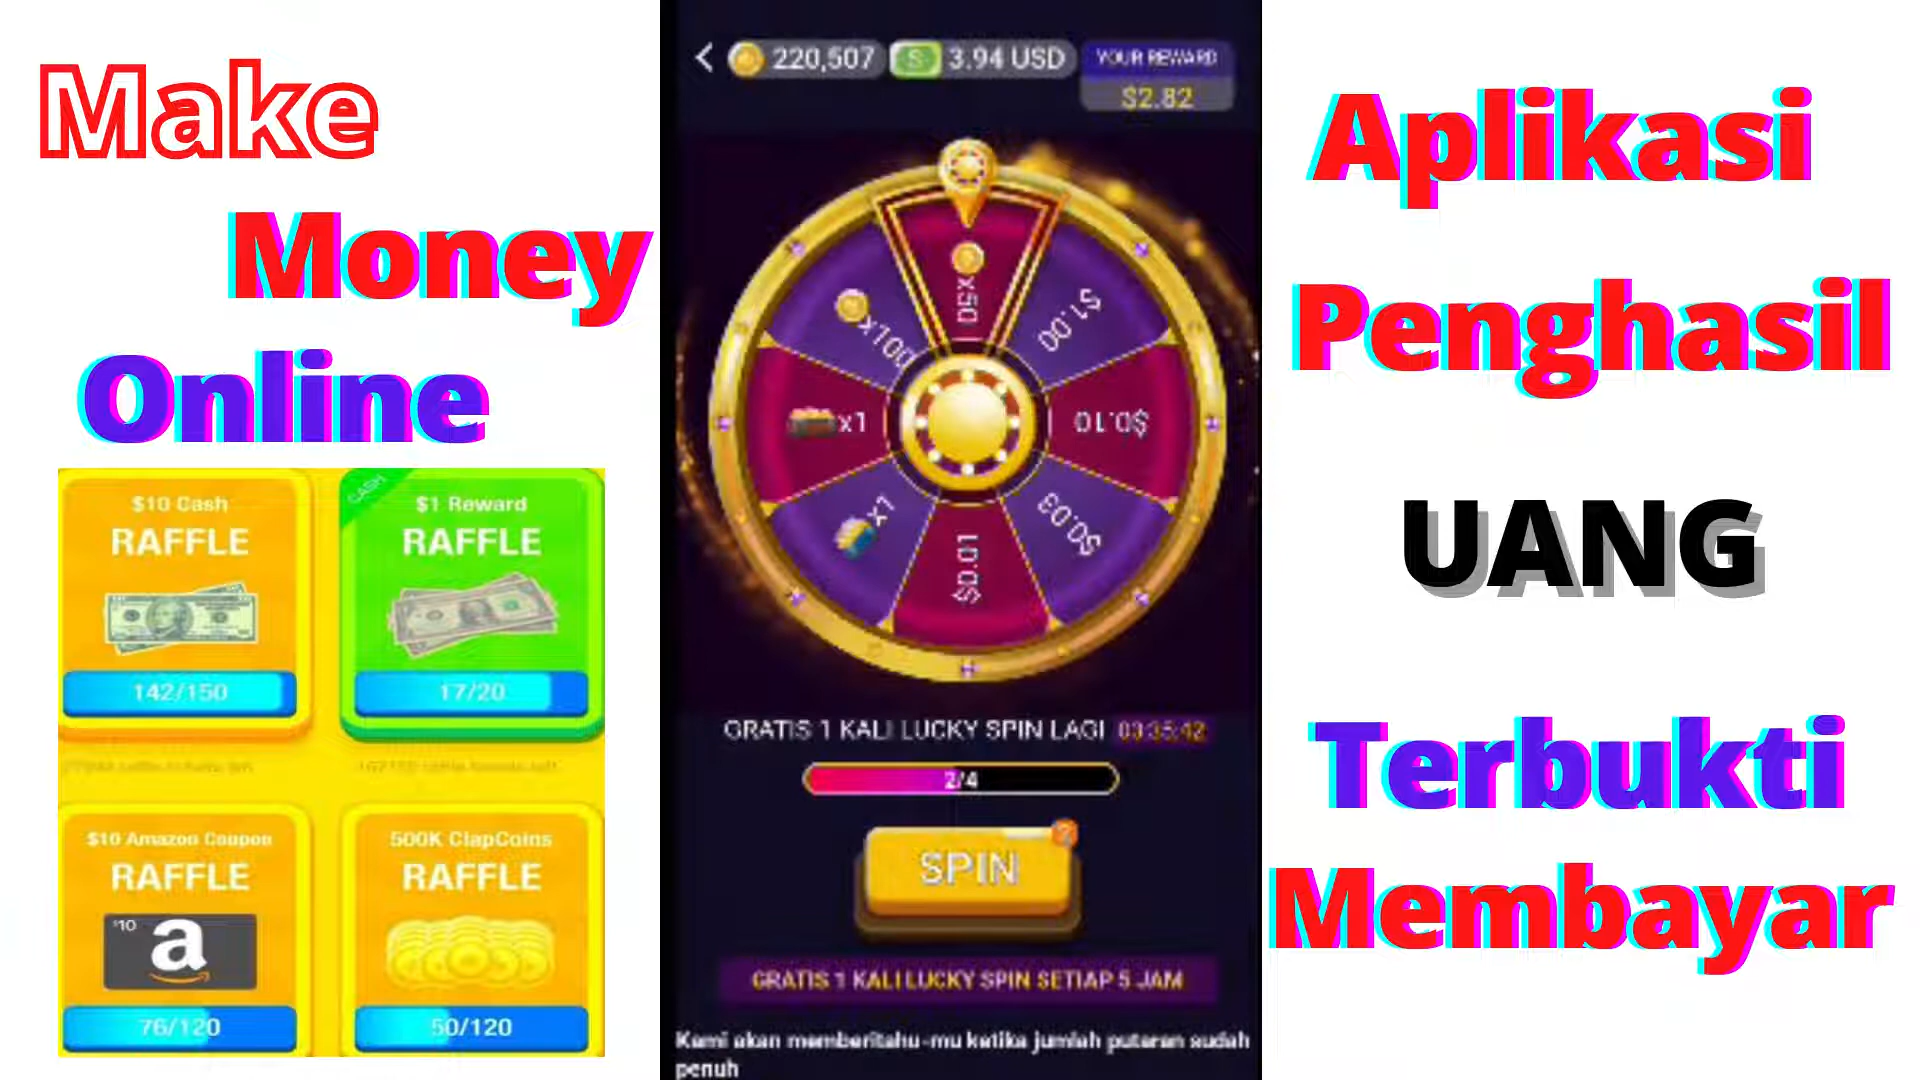 Make
Money
Online
$10 Cash
RAFFLE
142/150
CASH
$1 Reward
RAFFLE
17/20
$10 Amazon Coupon
RAFFLE
$10
a
76/120
500K ClapCoins
RAFFLE
50/120
220,507
3.94 USD
YOUR REWARD
$2.82
x50
$1.00
$0.10
$0.03
$0.01
x1
x1
x100
GRATIS 1 KALI LUCKY SPIN LAGI 03:35:42
2/4
SPIN
GRATIS 1 KALI LUCKY SPIN SETIAP 5 JAM
Kami akan memberitahu-mu ketika jumlah putaran sudah
penuh
Aplikasi
Penghasil
UANG
Terbukti
Membayar